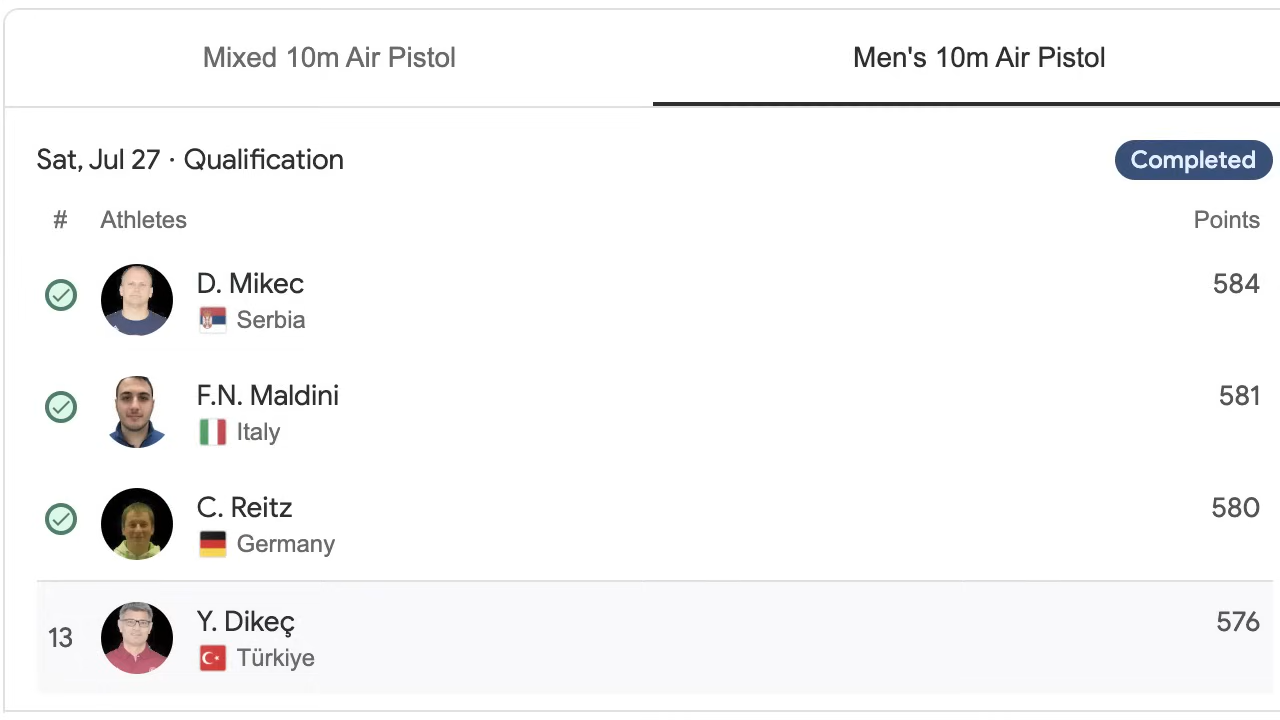 Mixed 10m Air Pistol
Men's 10m Air Pistol
Sat, Jul 27 · Qualification
Completed
# Athletes Points
D. Mikec 584
Serbia
F.N. Maldini 581
Italy
C. Reitz 580
Germany
13 Y. Dikeç 576
Türkiye